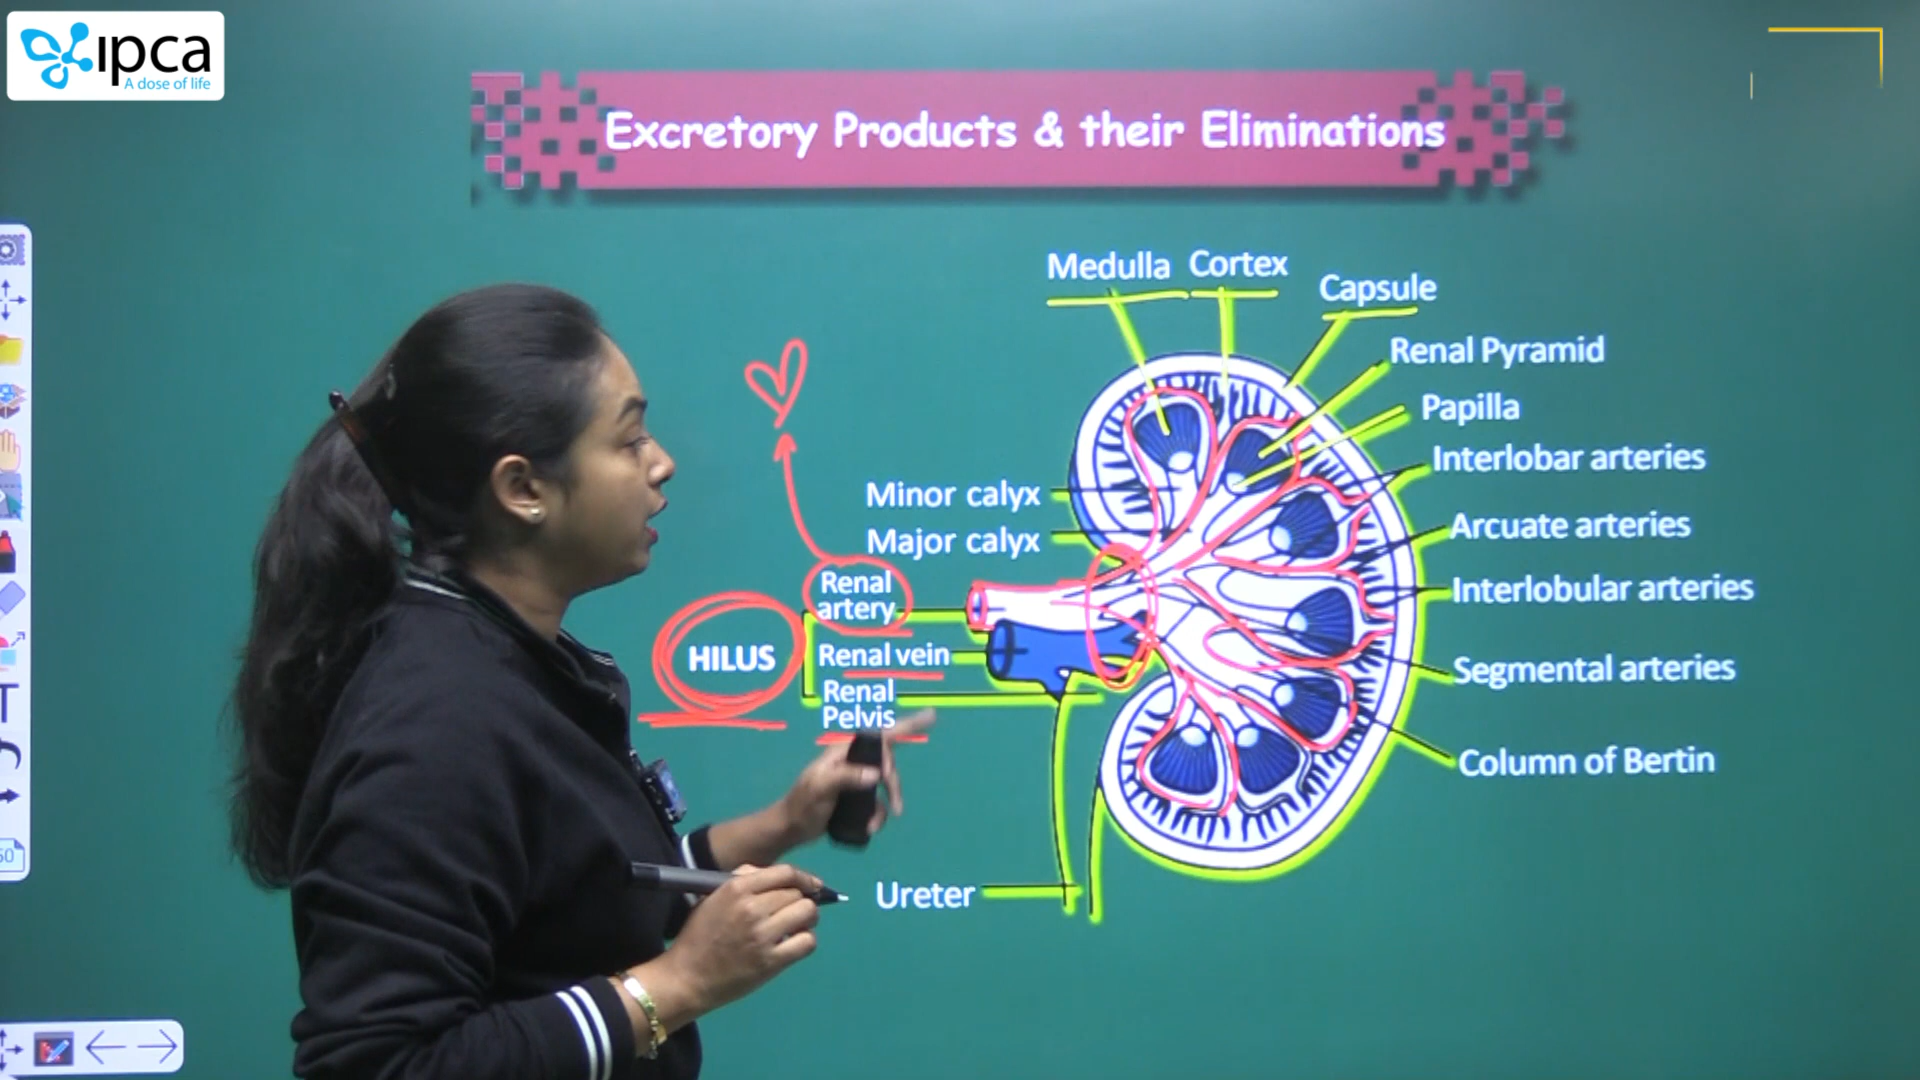 ipca
A dose of life
Excretory Products & their Eliminations
Medulla
Cortex
Capsule
Renal Pyramid
Papilla
Interlobar arteries
Minor calyx
Arcuate arteries
Major calyx
Renal
artery
Interlobular arteries
HILUS
Renal vein
Segmental arteries
Renal
Pelvis
Column of Bertin
Ureter
T